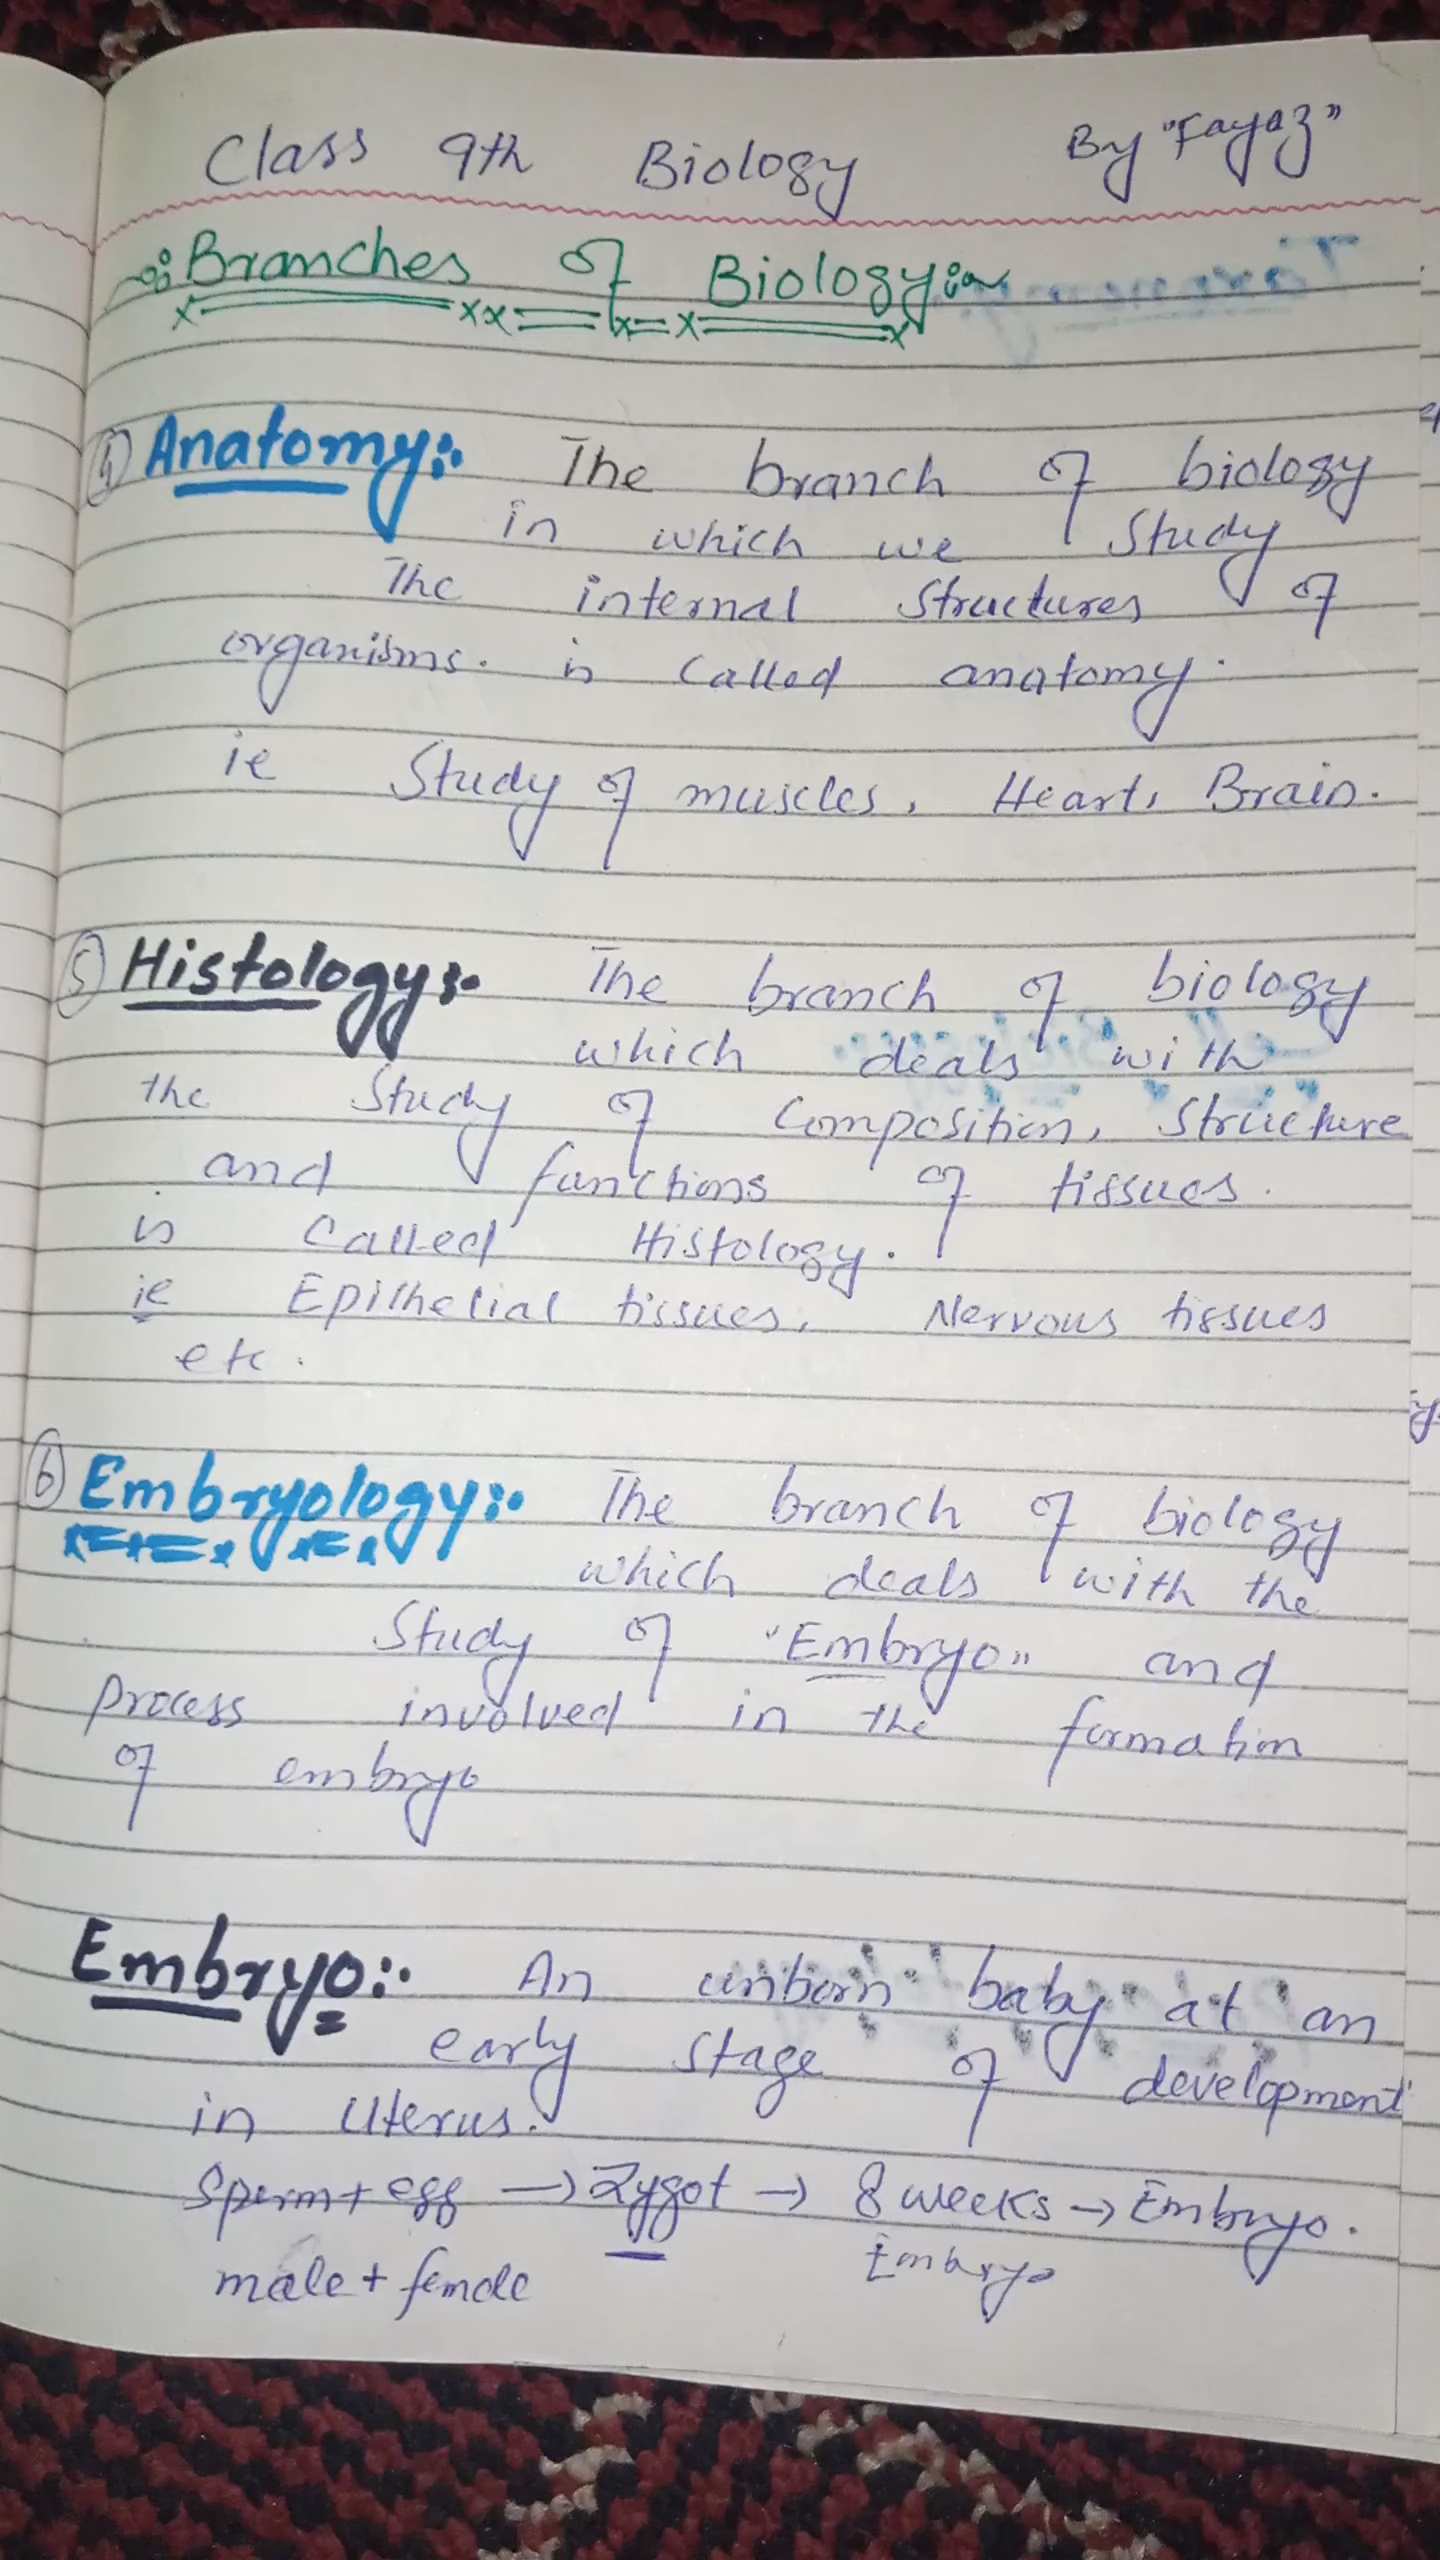 Class 9th Biology By "Fayaz"
Branches of Biology:
④ Anatomy:. The branch of biology
in which we Study
The internal Structures of
organisms. is called anatomy.
ie Study of muscles, Heart, Brain.
⑤ Histology:. The branch of biology
which deals with
the Study of Composition, Structure
and functions of tissues.
is Called Histology.
ie Epithelial tissues, Nervous tissues
etc.
⑥ Embryology:. The branch of biology
which deals with the
Study of "Embryo" and
process involved in the formation
of embryo
Embryo:. An unborn baby at an
early stage of development
in Uterus.
Sperm + egg → Zygot → 8 weeks → Embryo.
male + female Embryo